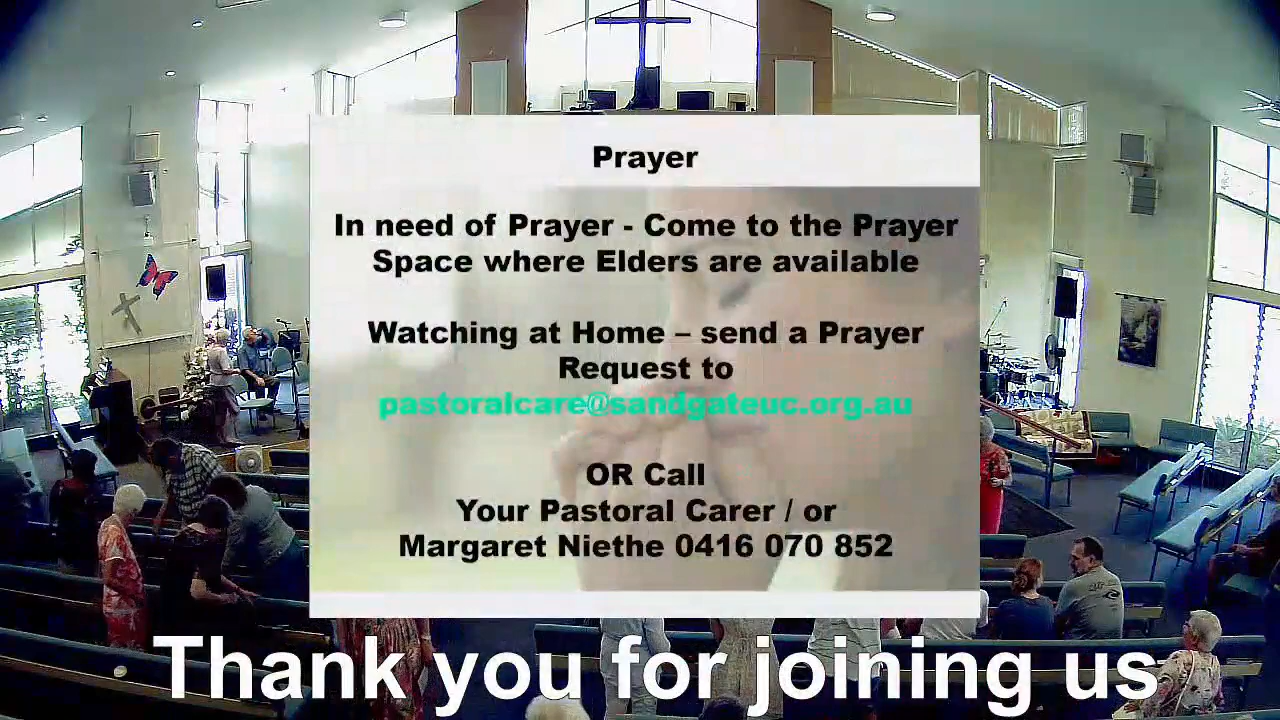 Prayer
In need of Prayer - Come to the Prayer
Space where Elders are available
Watching at Home – send a Prayer
Request to
pastoralcare@sandgateuc.org.au
OR Call
Your Pastoral Carer / or
Margaret Niethe 0416 070 852
Thank you for joining us